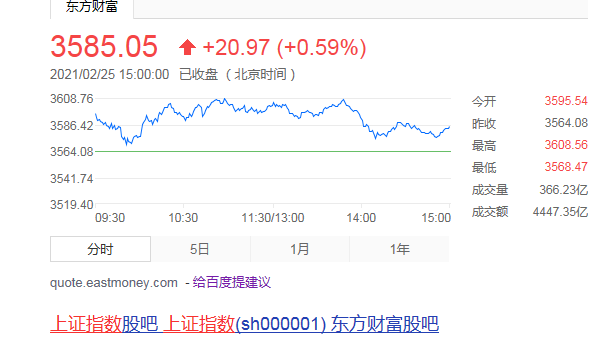 东方财富
3585.05 +20.97 (+0.59%)
2021/02/25 15:00:00 已收盘 ( 北京时间 )
3608.76
3586.42
3564.08
3541.74
3519.40
09:30 10:30 11:30/13:00 14:00 15:00
今开 3595.54
昨收 3564.08
最高 3608.56
最低 3568.47
成交量 366.23亿
成交额 4447.35亿
分时 5日 1月 1年
quote.eastmoney.com - 给百度提建议
上证指数股吧 上证指数(sh000001) 东方财富股吧